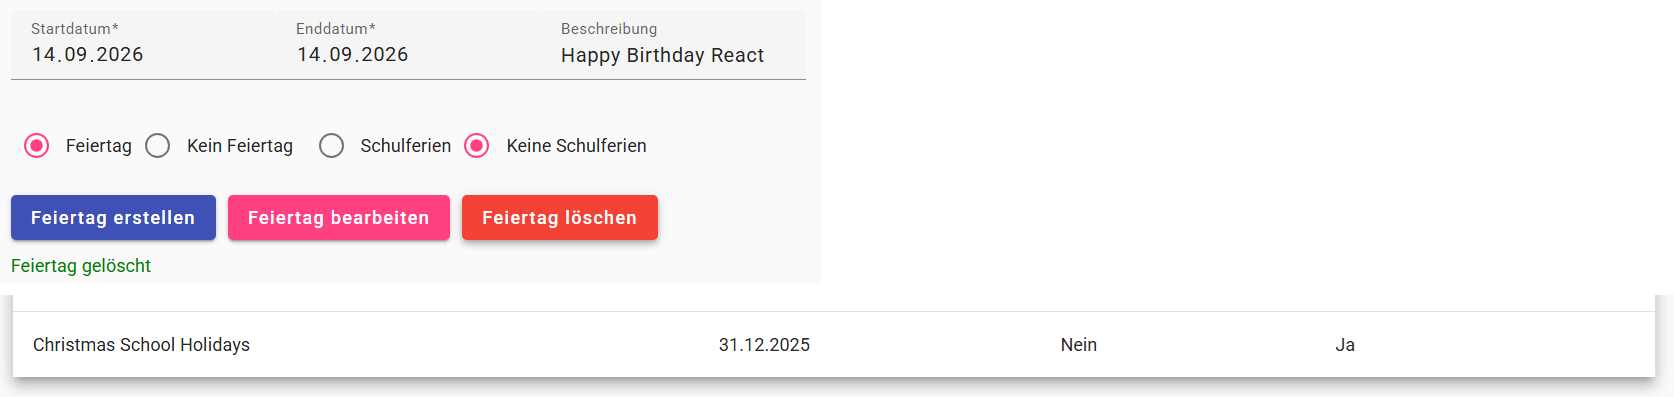 Startdatum* Enddatum* Beschreibung
14.09.2026 14.09.2026 Happy Birthday React
Feiertag Kein Feiertag Schulferien Keine Schulferien
Feiertag erstellen Feiertag bearbeiten Feiertag löschen
Feiertag gelöscht
Christmas School Holidays 31.12.2025 Nein Ja